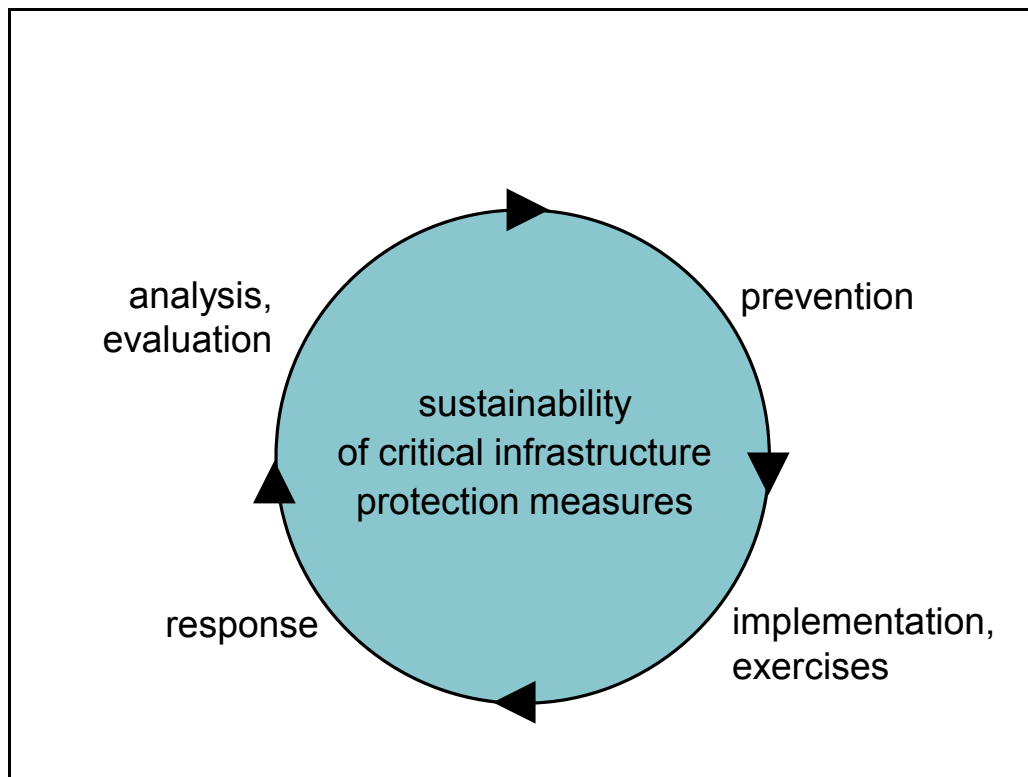 analysis,
evaluation
prevention
sustainability
of critical infrastructure
protection measures
response
implementation,
exercises